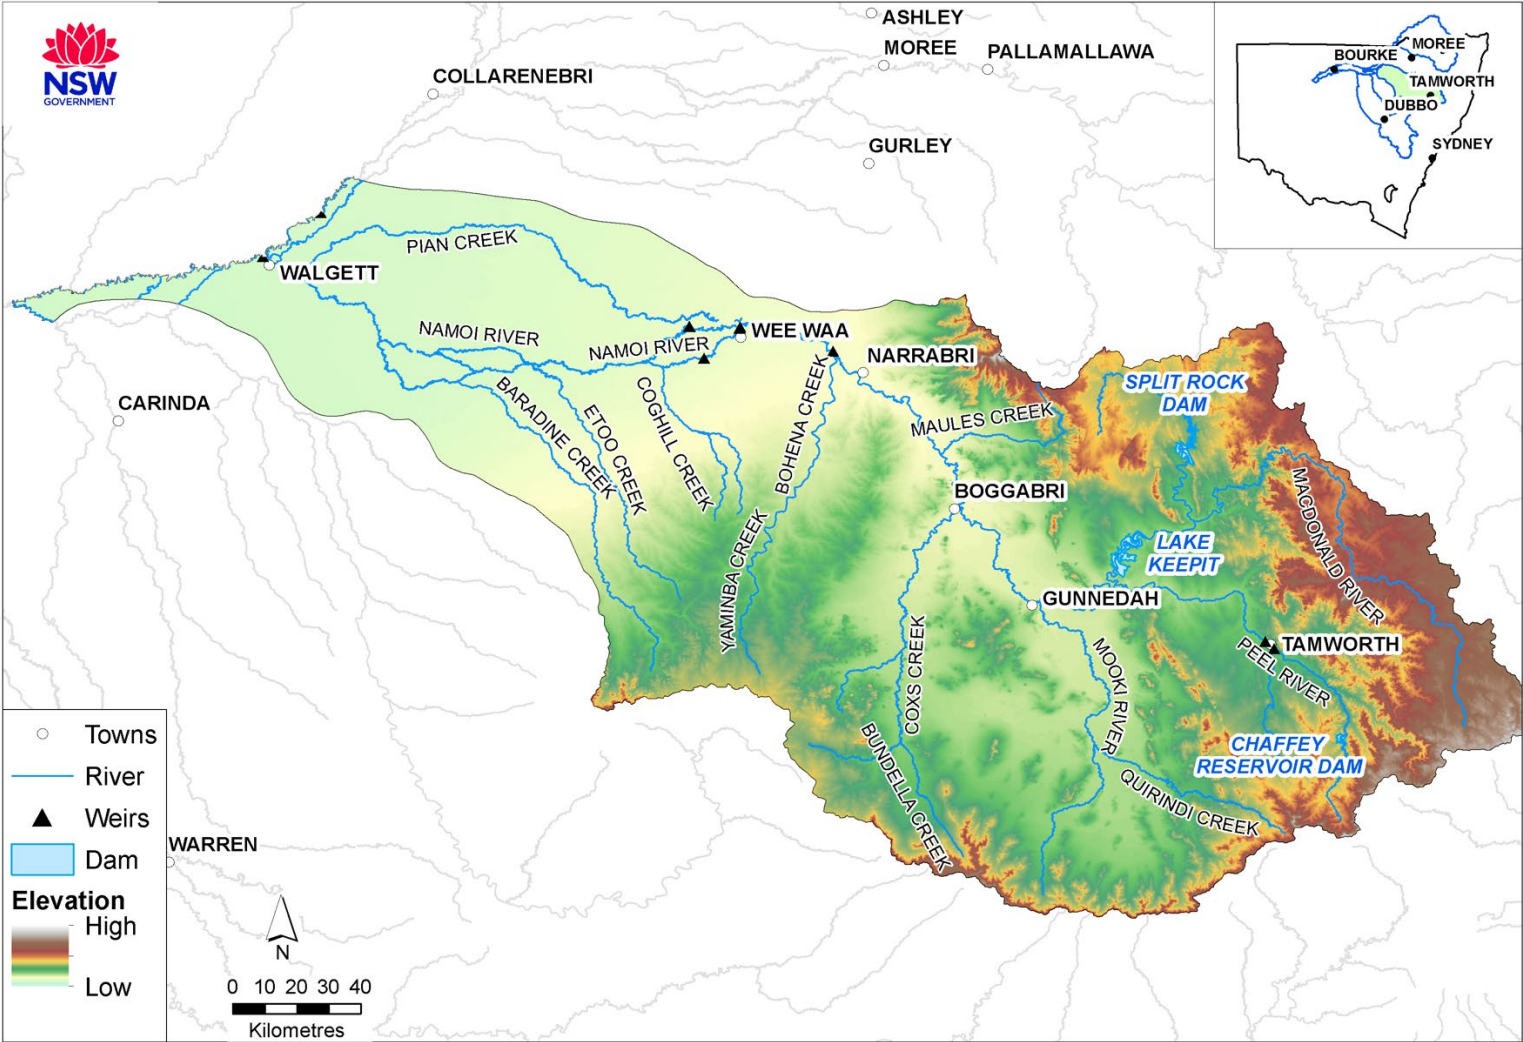 NSW
GOVERNMENT
ASHLEY
MOREE
PALLAMALLAWA
COLLARENEBRI
GURLEY
MOREE
BOURKE
TAMWORTH
DUBBO
SYDNEY
PIAN CREEK
WALGETT
NAMOI RIVER
NAMOI RIVER
WEE WAA
NARRABRI
CARINDA
BARADINE CREEK
ETOO CREEK
COGHILL CREEK
BOHENA CREEK
MAULES CREEK
SPLIT ROCK
DAM
BOGGABRI
MACDONALD RIVER
YAMINBA CREEK
LAKE
KEEPIT
GUNNEDAH
COXS CREEK
MOOKI RIVER
TAMWORTH
PEEL RIVER
BUNDELLA CREEK
CHAFFEY
RESERVOIR DAM
QUIRINDI CREEK
WARREN
Towns
River
Weirs
Dam
Elevation
High
Low
N
0 10 20 30 40
Kilometres